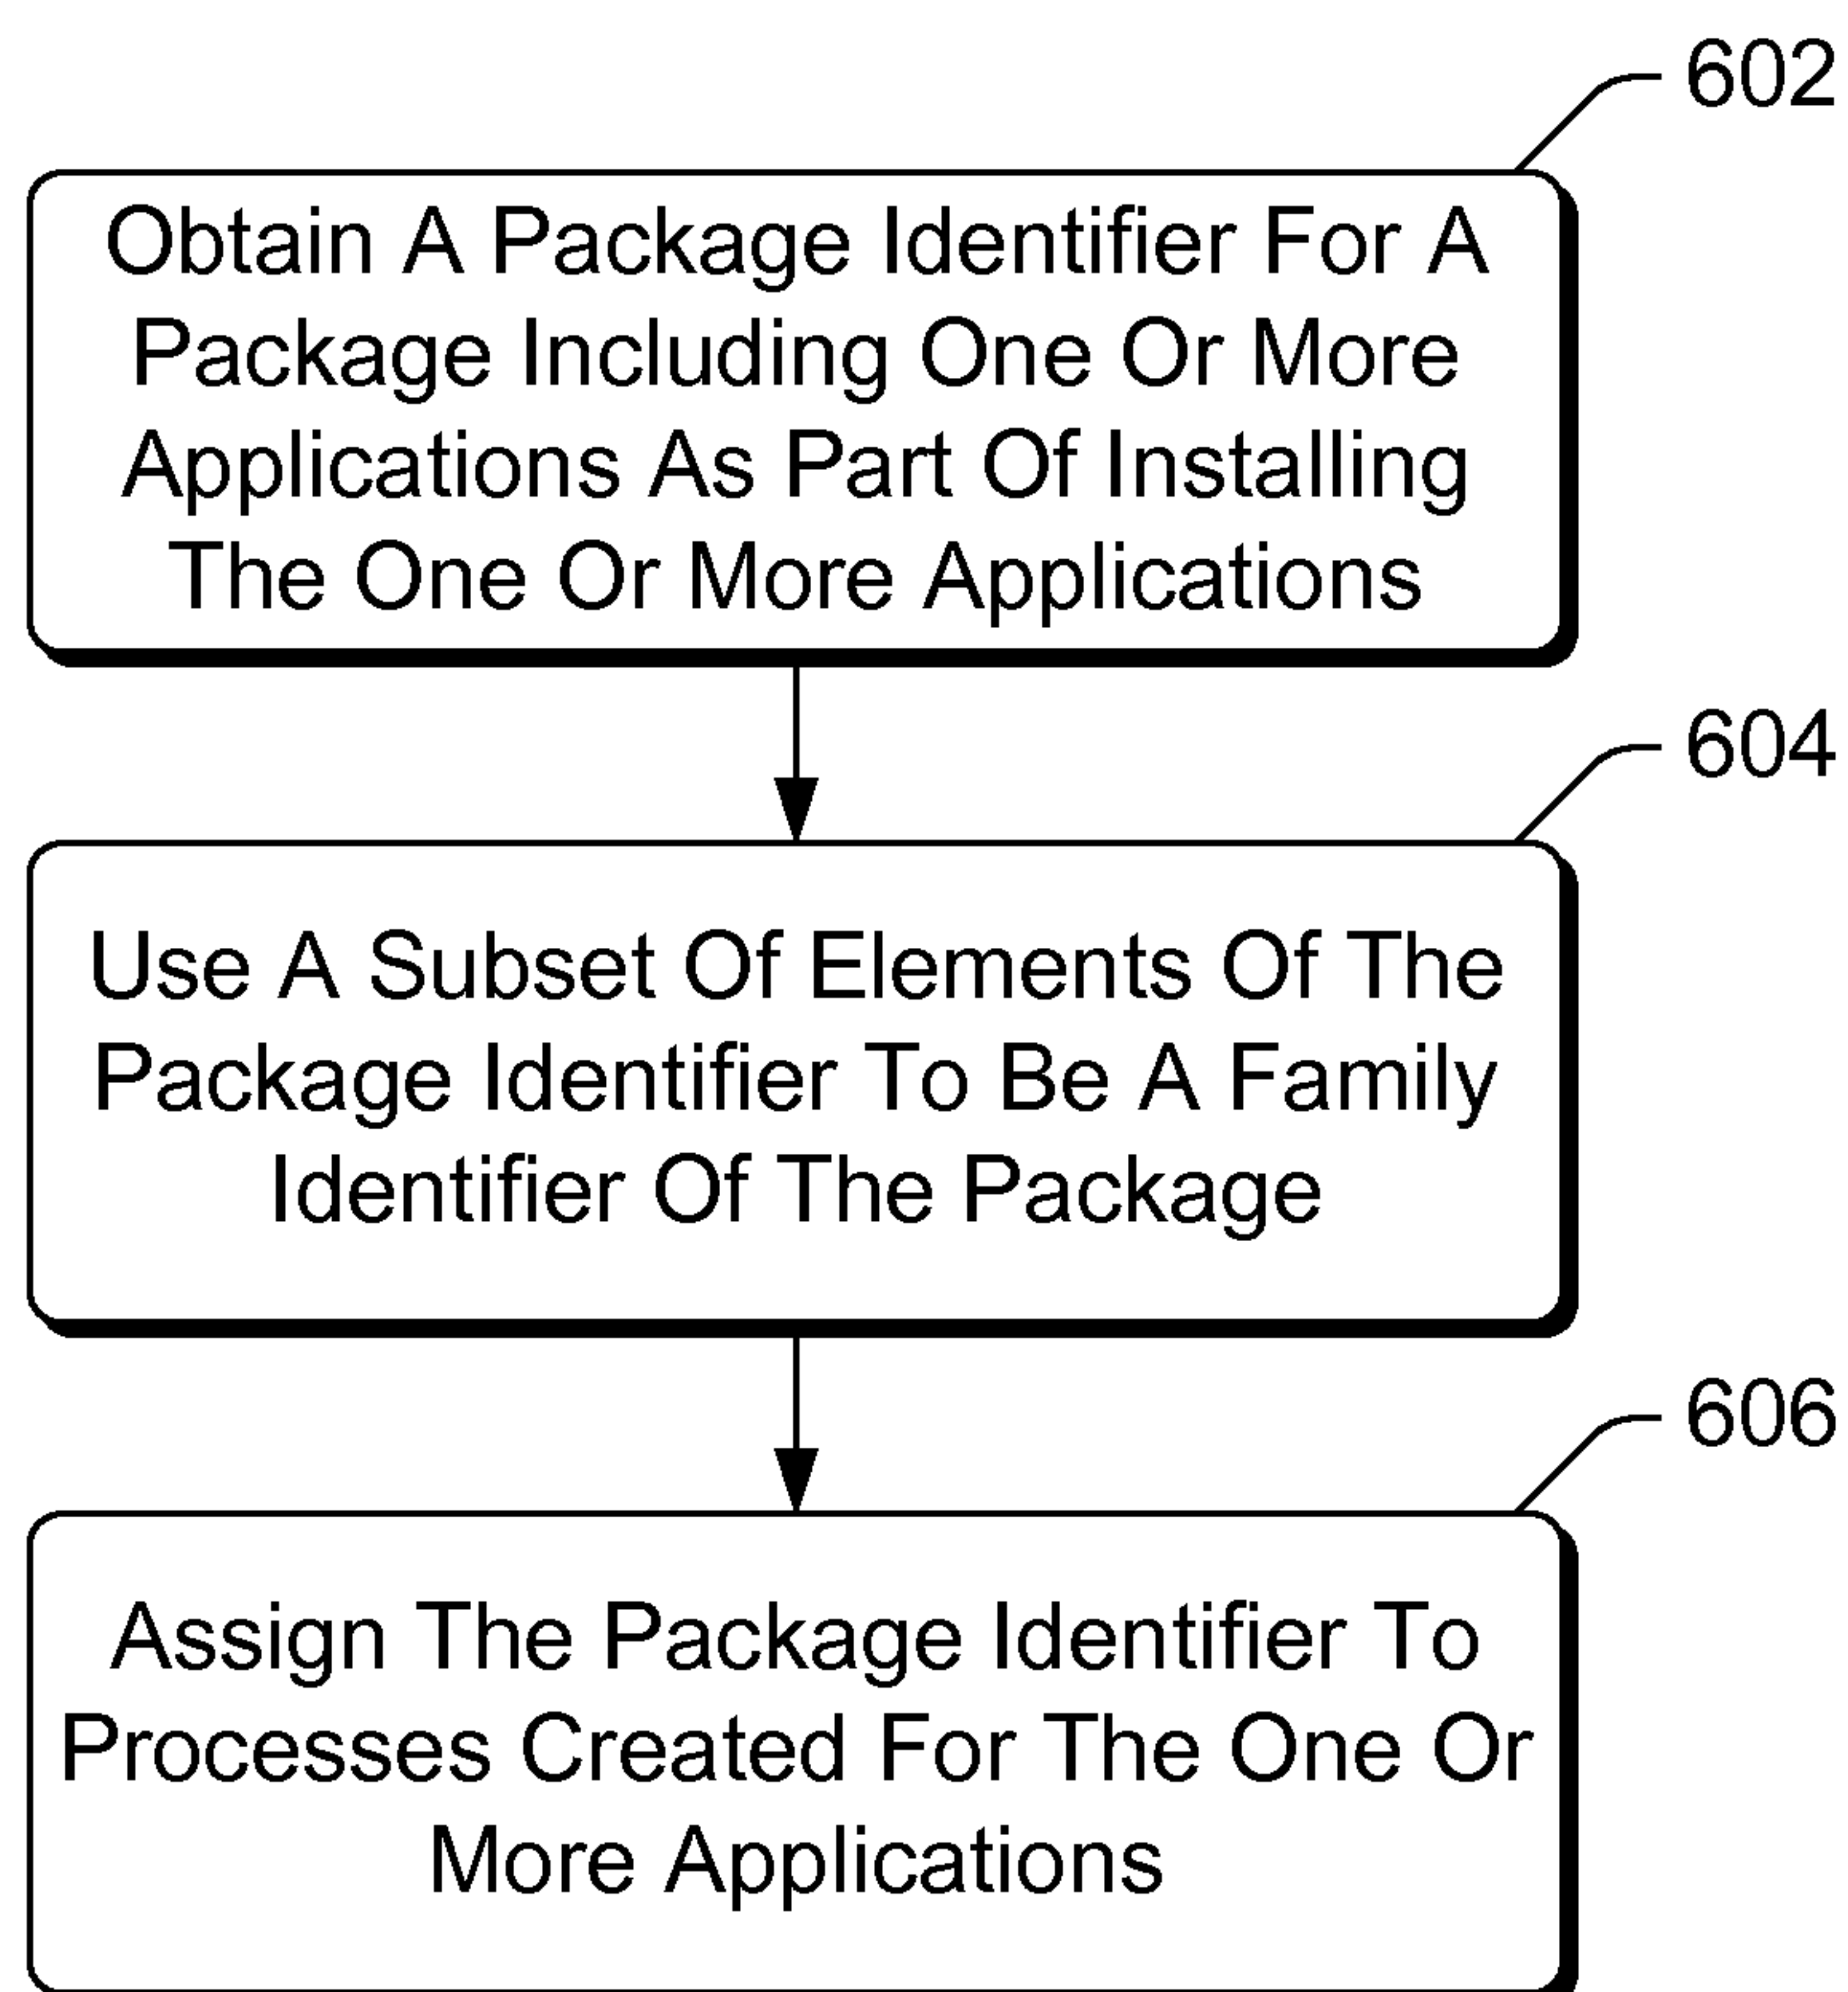 602
Obtain A Package Identifier For A
Package Including One Or More
Applications As Part Of Installing
The One Or More Applications
604
Use A Subset Of Elements Of The
Package Identifier To Be A Family
Identifier Of The Package
606
Assign The Package Identifier To
Processes Created For The One Or
More Applications